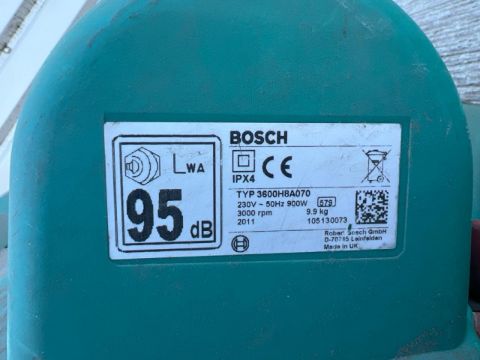 BOSCH
LWA
95 dB
IPX4
CE
TYP 3600H8A070
230V ~ 50Hz 900W 579
3000 rpm 9.9 kg
2011 105130073
Robert Bosch GmbH
D-70745 Leinfelden
Made in UK